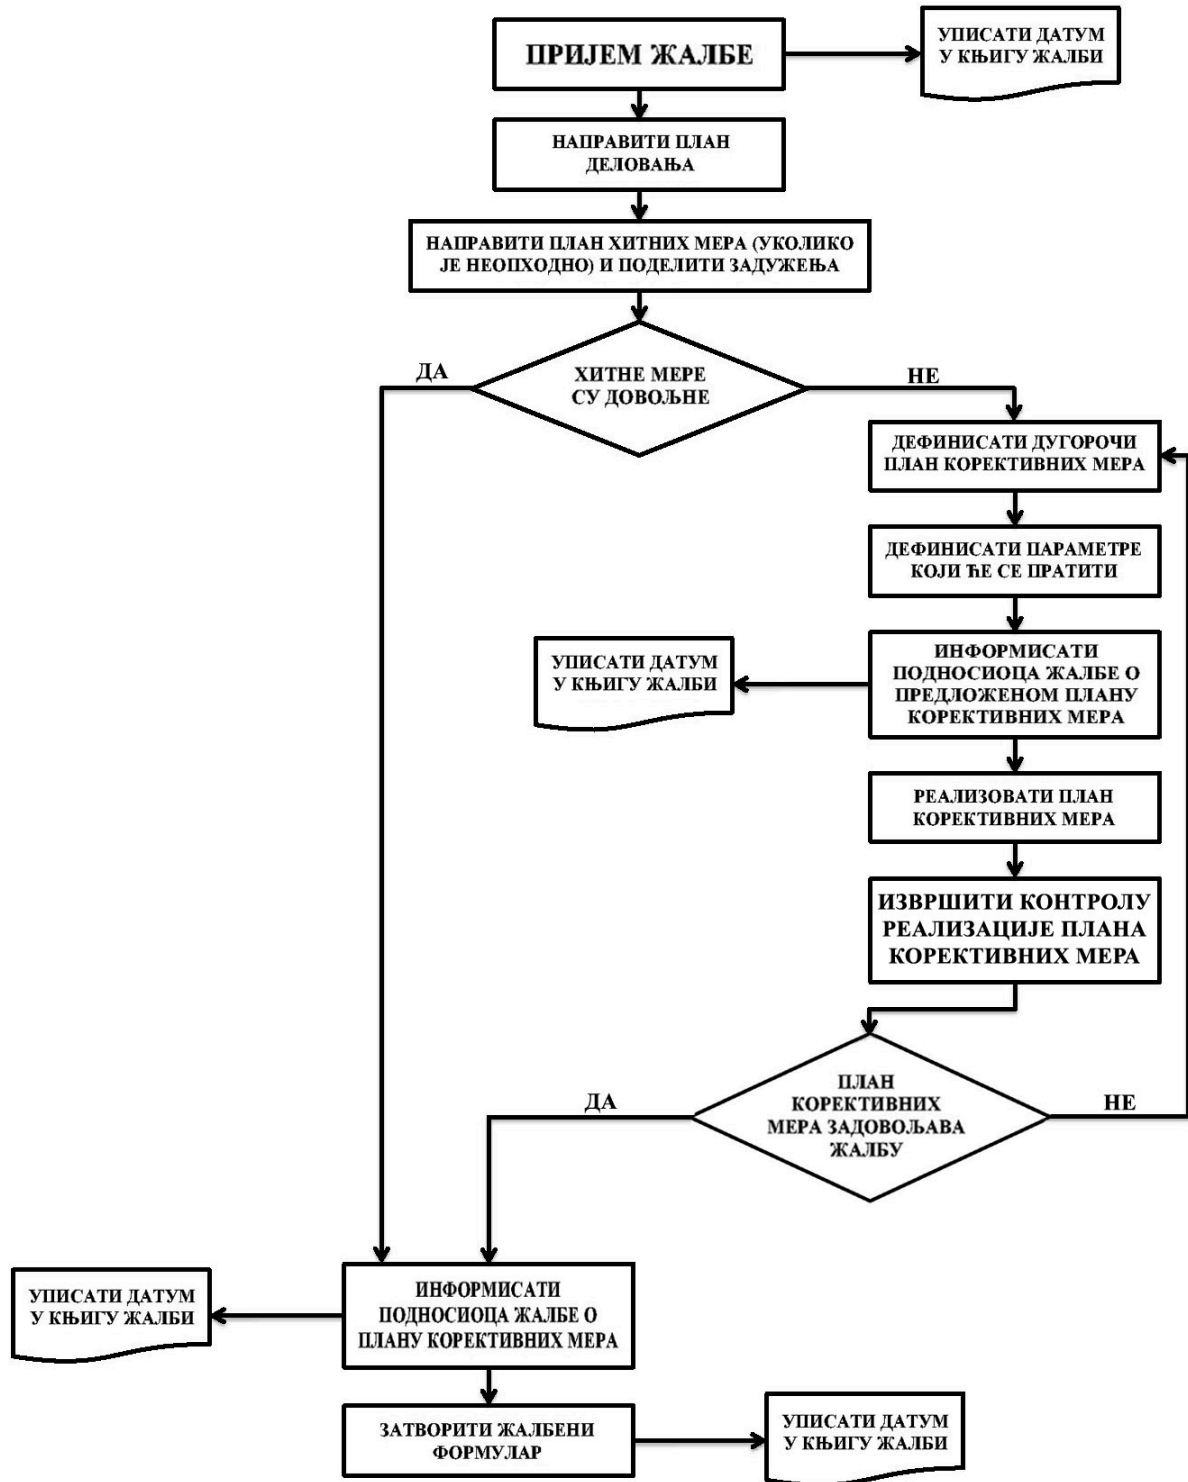 ПРИЈЕМ ЖАЛБЕ
УПИСАТИ ДАТУМ
У КЊИГУ ЖАЛБИ
НАПРАВИТИ ПЛАН
ДЕЛОВАЊА
НАПРАВИТИ ПЛАН ХИТНИХ МЕРА (УКОЛИКО
ЈЕ НЕОПХОДНО) И ПОДЕЛИТИ ЗАДУЖЕЊА
ДА
ХИТНЕ МЕРЕ
СУ ДОВОЉНЕ
НЕ
ДЕФИНИСАТИ ДУГОРОЧИ
ПЛАН КОРЕКТИВНИХ МЕРА
ДЕФИНИСАТИ ПАРАМЕТРЕ
КОЈИ ЋЕ СЕ ПРАТИТИ
ИНФОРМИСАТИ
ПОДНОСИОЦА ЖАЛБЕ О
ПРЕДЛОЖЕНОМ ПЛАНУ
КОРЕКТИВНИХ МЕРА
УПИСАТИ ДАТУМ
У КЊИГУ ЖАЛБИ
РЕАЛИЗОВАТИ ПЛАН
КОРЕКТИВНИХ МЕРА
ИЗВРШИТИ КОНТРОЛУ
РЕАЛИЗАЦИЈЕ ПЛАНА
КОРЕКТИВНИХ МЕРА
ДА
ПЛАН
КОРЕКТИВНИХ
МЕРА ЗАДОВОЉАВА
ЖАЛБУ
НЕ
ИНФОРМИСАТИ
ПОДНОСИОЦА ЖАЛБЕ О
ПЛАНУ КОРЕКТИВНИХ МЕРА
УПИСАТИ ДАТУМ
У КЊИГУ ЖАЛБИ
ЗАТВОРИТИ ЖАЛБЕНИ
ФОРМУЛАР
УПИСАТИ ДАТУМ
У КЊИГУ ЖАЛБИ